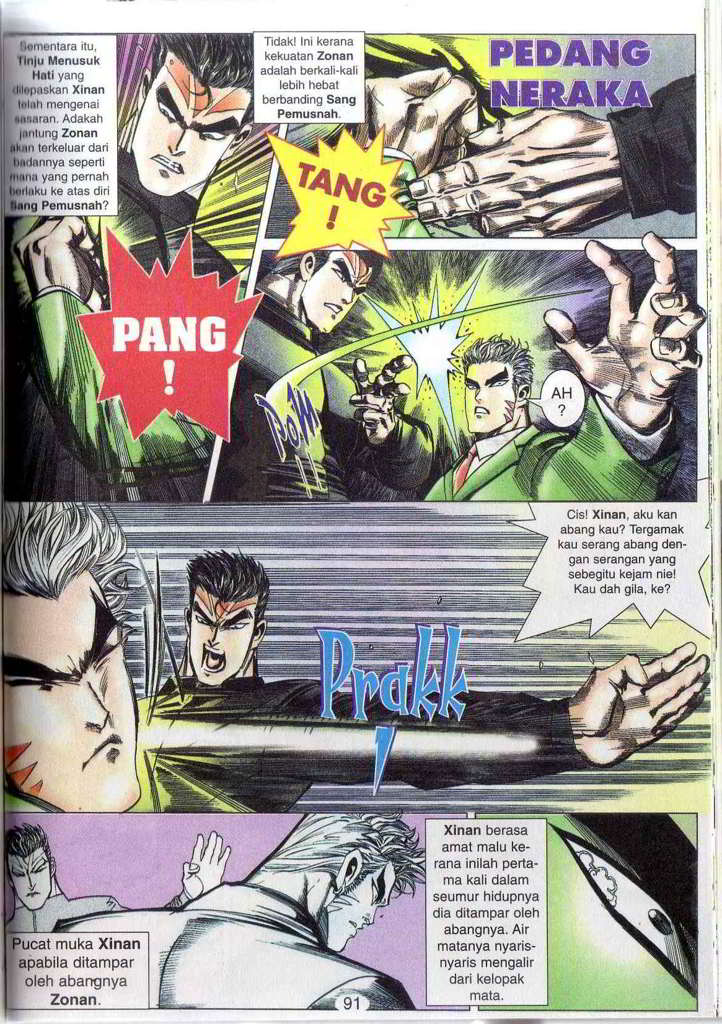 Sementara itu,
Tinju Menusuk
Hati yang
dilepaskan Xinan
telah mengenai
sasaran. Adakah
jantung Zonan
akan terkeluar dari
badannya seperti
mana yang pernah
berlaku ke atas diri
Sang Pemusnah?
Tidak! Ini kerana
kekuatan Zonan
adalah berkali-kali
lebih hebat
berbanding Sang
Pemusnah.
PEDANG
NERAKA
TANG
!
PANG
!
POM
AH
?
Cis! Xinan, aku kan
abang kau? Tergamak
kau serang abang den-
gan serangan yang
sebegitu kejam nie!
Kau dah gila, ke?
Prakk
!
Pucat muka Xinan
apabila ditampar
oleh abangnya
Zonan.
Xinan berasa
amat malu ke-
rana inilah perta-
ma kali dalam
seumur hidupnya
dia ditampar oleh
abangnya. Air
matanya nyaris-
nyaris mengalir
dari kelopak
mata.
91